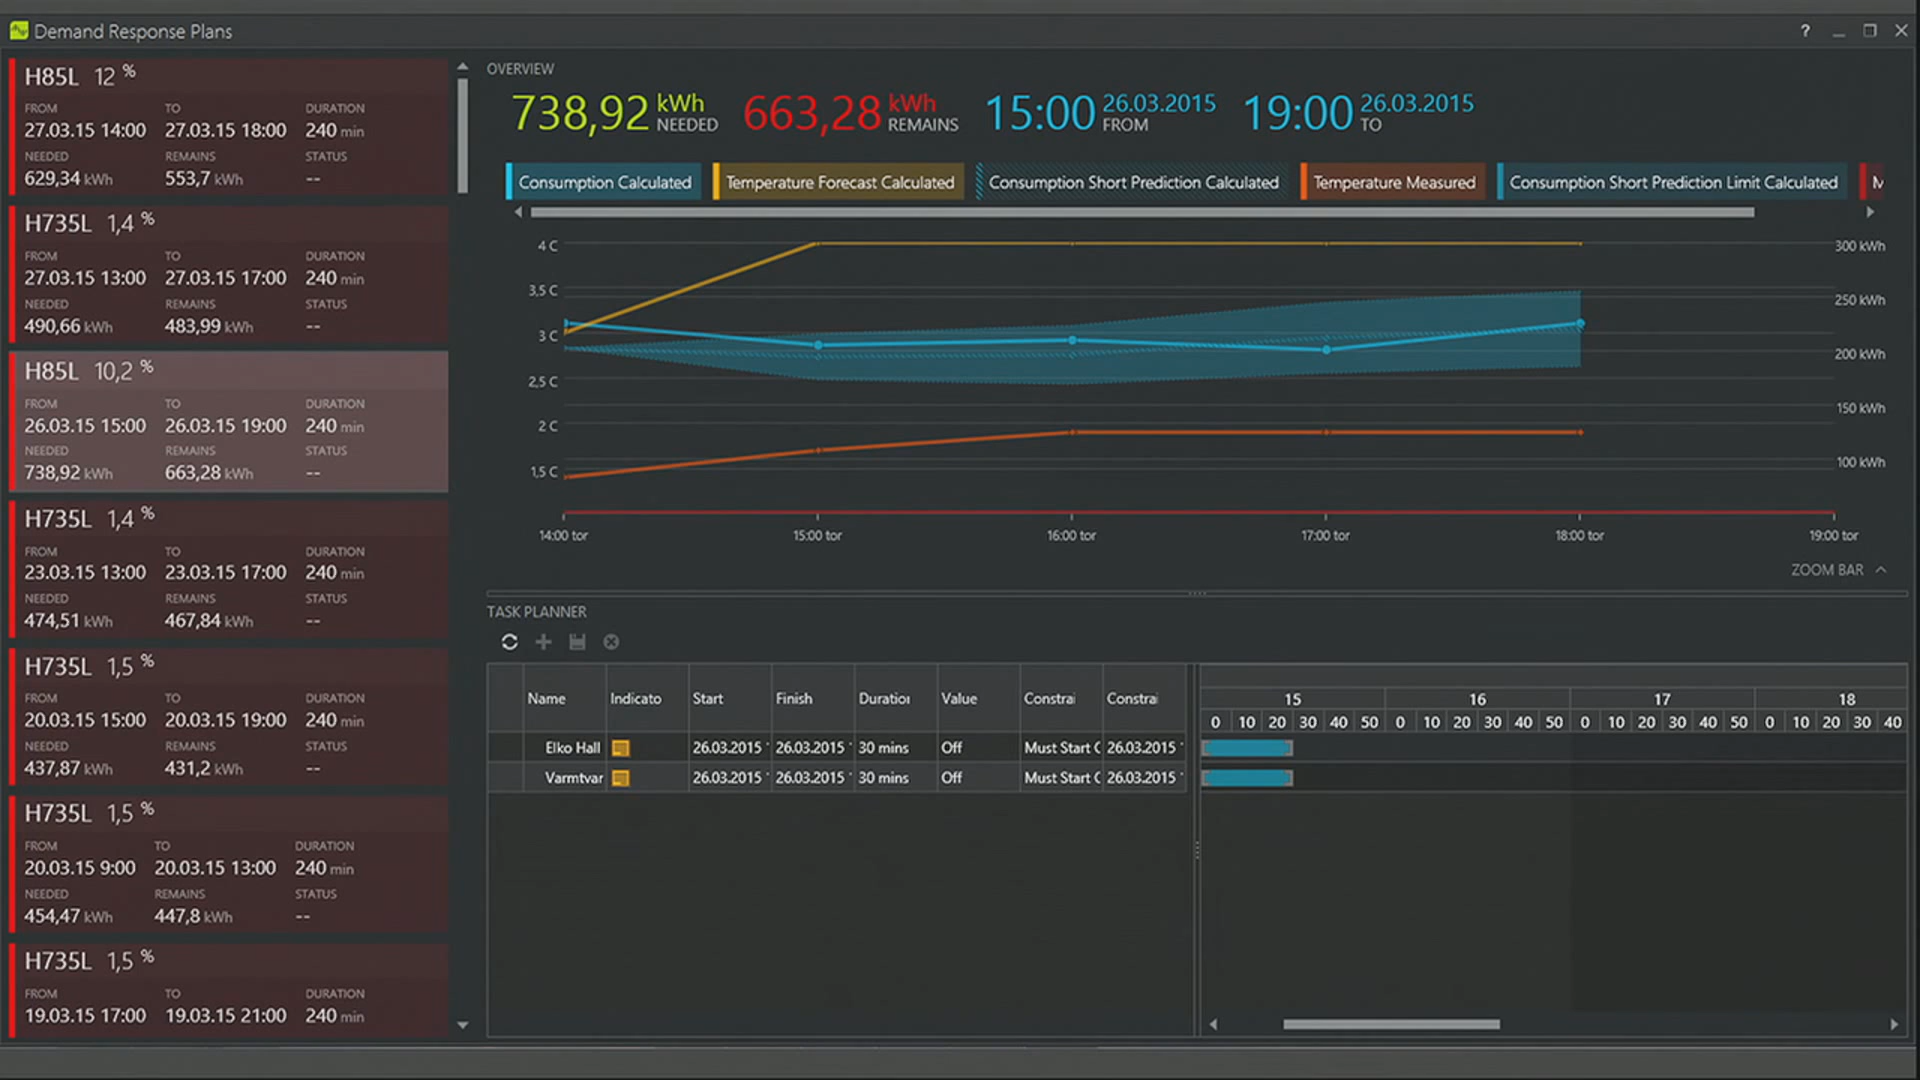 Demand Response Plans
?
H85L 12 %
FROM TO DURATION
27.03.15 14:00 27.03.15 18:00 240 min
NEEDED REMAINS STATUS
629,34 kWh 553,7 kWh --
H735L 1,4 %
FROM TO DURATION
27.03.15 13:00 27.03.15 17:00 240 min
NEEDED REMAINS STATUS
490,66 kWh 483,99 kWh --
H85L 10,2 %
FROM TO DURATION
26.03.15 15:00 26.03.15 19:00 240 min
NEEDED REMAINS STATUS
738,92 kWh 663,28 kWh --
H735L 1,4 %
FROM TO DURATION
23.03.15 13:00 23.03.15 17:00 240 min
NEEDED REMAINS STATUS
474,51 kWh 467,84 kWh --
H735L 1,5 %
FROM TO DURATION
20.03.15 15:00 20.03.15 19:00 240 min
NEEDED REMAINS STATUS
437,87 kWh 431,2 kWh --
H735L 1,5 %
FROM TO DURATION
20.03.15 9:00 20.03.15 13:00 240 min
NEEDED REMAINS STATUS
454,47 kWh 447,8 kWh --
H735L 1,5 %
FROM TO DURATION
19.03.15 17:00 19.03.15 21:00 240 min
OVERVIEW
738,92 kWh NEEDED 663,28 kWh REMAINS 15:00 26.03.2015 FROM 19:00 26.03.2015 TO
Consumption Calculated Temperature Forecast Calculated Consumption Short Prediction Calculated Temperature Measured Consumption Short Prediction Limit Calculated
4 C 300 kWh
3,5 C 250 kWh
3 C 200 kWh
2,5 C 150 kWh
2 C 100 kWh
1,5 C
14:00 tor 15:00 tor 16:00 tor 17:00 tor 18:00 tor 19:00 tor
ZOOM BAR
TASK PLANNER
Name Indicato Start Finish Duration Value Constrai Constrai
15 16 17 18
0 10 20 30 40 50 0 10 20 30 40 50 0 10 20 30 40 50 0 10 20 30 40
Elko Hall 26.03.2015 26.03.2015 30 mins Off Must Start 26.03.2015
Varmtvar 26.03.2015 26.03.2015 30 mins Off Must Start 26.03.2015